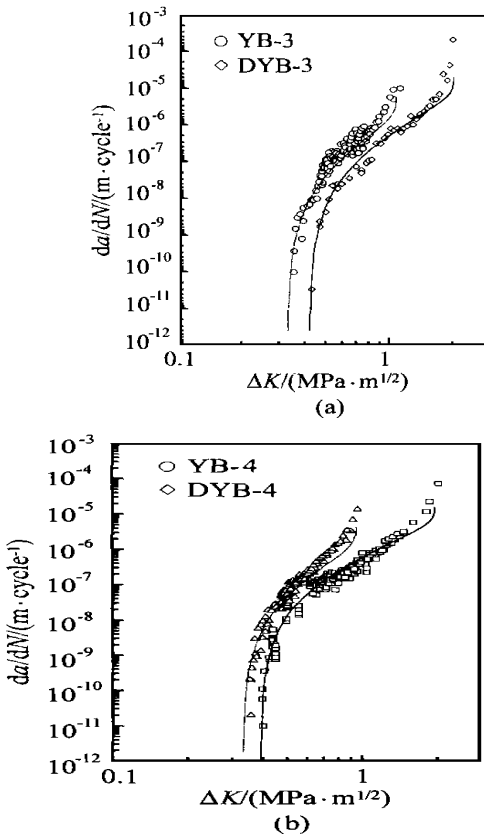 10⁻³
○ YB-3
10⁻⁴
◇ DYB-3
10⁻⁵
10⁻⁶
10⁻⁷
10⁻⁸
10⁻⁹
10⁻¹⁰
10⁻¹¹
10⁻¹²
da/dN/(m·cycle⁻¹)
0.1
1
ΔK/(MPa·m¹/²)
(a)
10⁻³
○ YB-4
10⁻⁴
◇ DYB-4
10⁻⁵
10⁻⁶
10⁻⁷
10⁻⁸
10⁻⁹
10⁻¹⁰
10⁻¹¹
10⁻¹²
da/dN/(m·cycle⁻¹)
0.1
1
ΔK/(MPa·m¹/²)
(b)